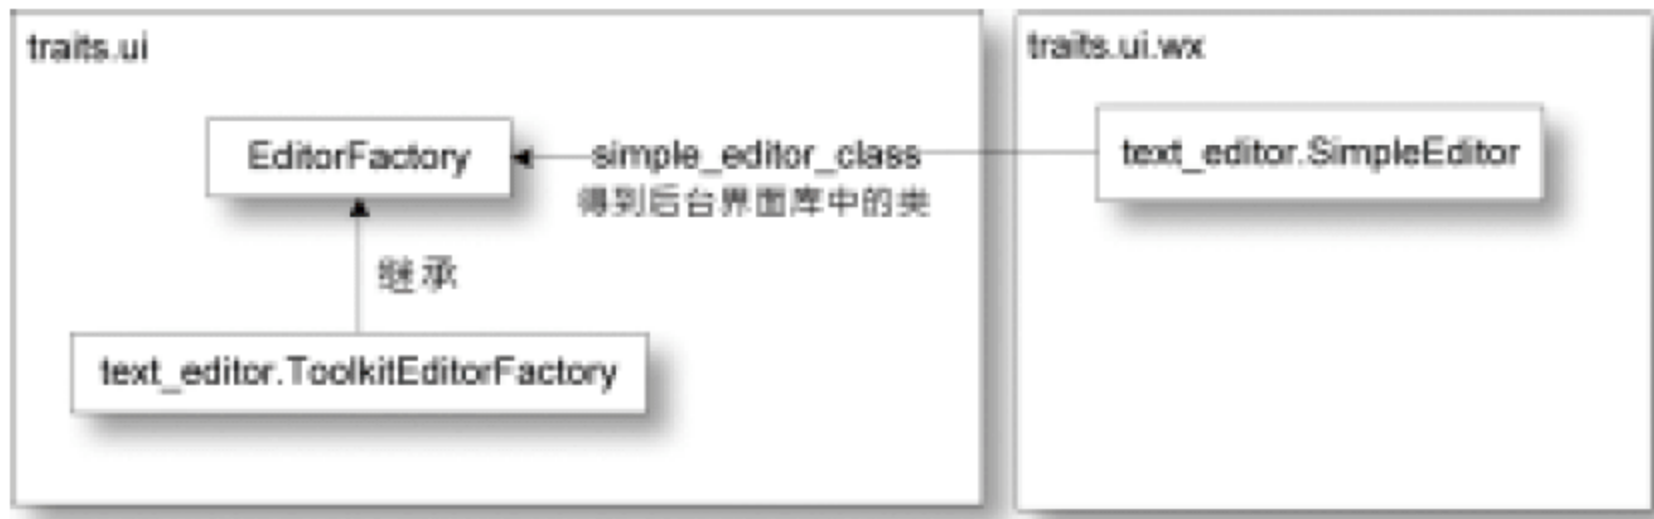 traits.ui
traits.ui.wx
EditorFactory
simple_editor_class
text_editor.SimpleEditor
得到后台界面库中的类
继承
text_editor.ToolkitEditorFactory